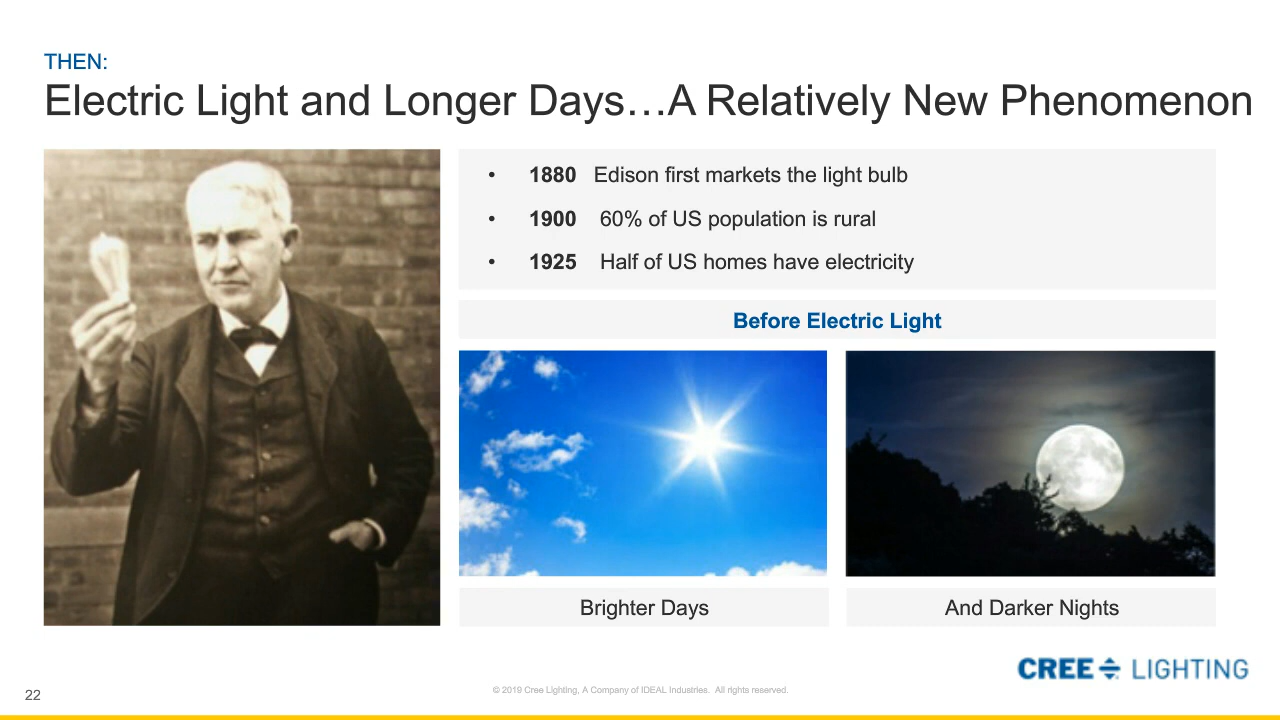 THEN:
Electric Light and Longer Days…A Relatively New Phenomenon
• 1880 Edison first markets the light bulb
• 1900 60% of US population is rural
• 1925 Half of US homes have electricity
Before Electric Light
Brighter Days
And Darker Nights
CREE LIGHTING
22
© 2019 Cree Lighting, A Company of IDEAL Industries. All rights reserved.